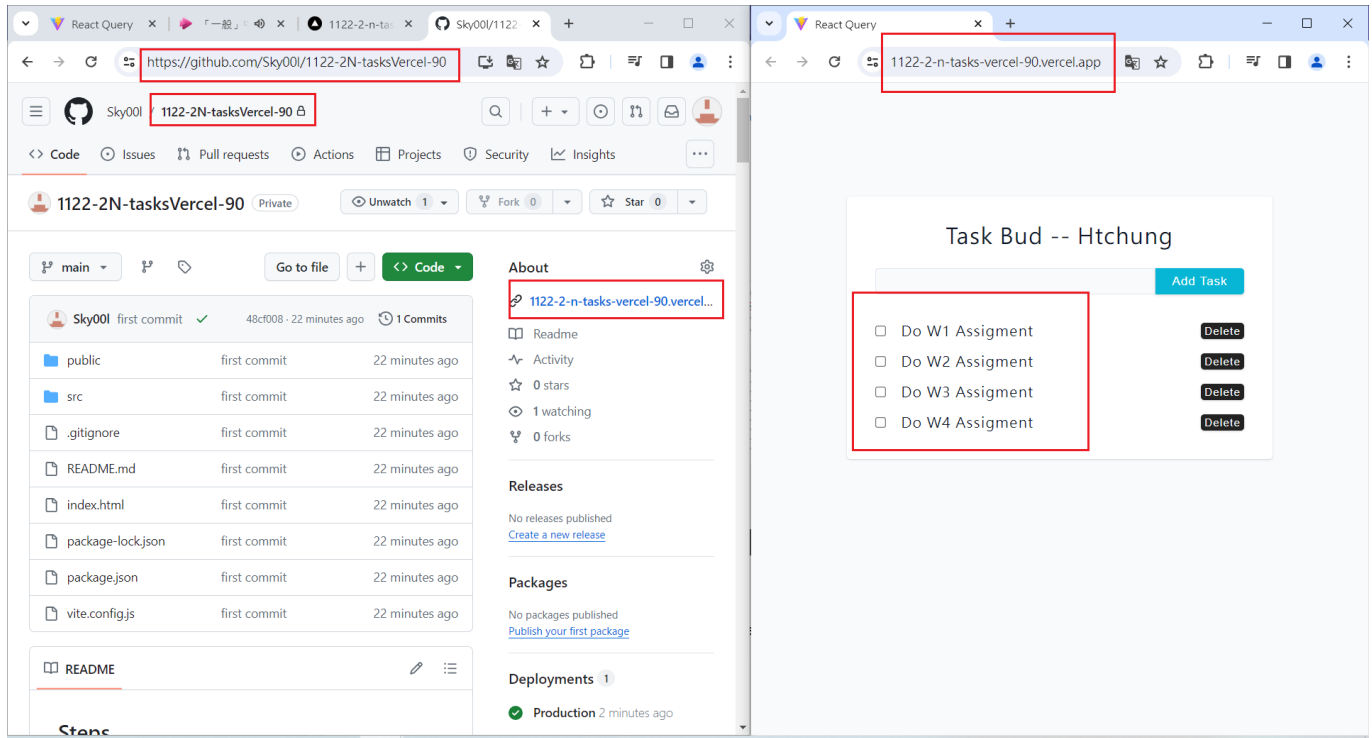 React Query
「一般」
1122-2-n-tas
Sky00l/1122-
https://github.com/Sky00l/1122-2N-tasksVercel-90
Sky00l / 1122-2N-tasksVercel-90
Code Issues Pull requests Actions Projects Security Insights
1122-2N-tasksVercel-90 Private Unwatch 1 Fork 0 Star 0
main Go to file Code
Sky00l first commit 48cf008 · 22 minutes ago 1 Commits
public first commit 22 minutes ago
src first commit 22 minutes ago
.gitignore first commit 22 minutes ago
README.md first commit 22 minutes ago
index.html first commit 22 minutes ago
package-lock.json first commit 22 minutes ago
package.json first commit 22 minutes ago
vite.config.js first commit 22 minutes ago
README
Steps
About
1122-2-n-tasks-vercel-90.vercel...
Readme
Activity
0 stars
1 watching
0 forks
Releases
No releases published
Create a new release
Packages
No packages published
Publish your first package
Deployments 1
Production 2 minutes ago
React Query
1122-2-n-tasks-vercel-90.vercel.app
Task Bud -- Htchung
Add Task
Do W1 Assigment Delete
Do W2 Assigment Delete
Do W3 Assigment Delete
Do W4 Assigment Delete